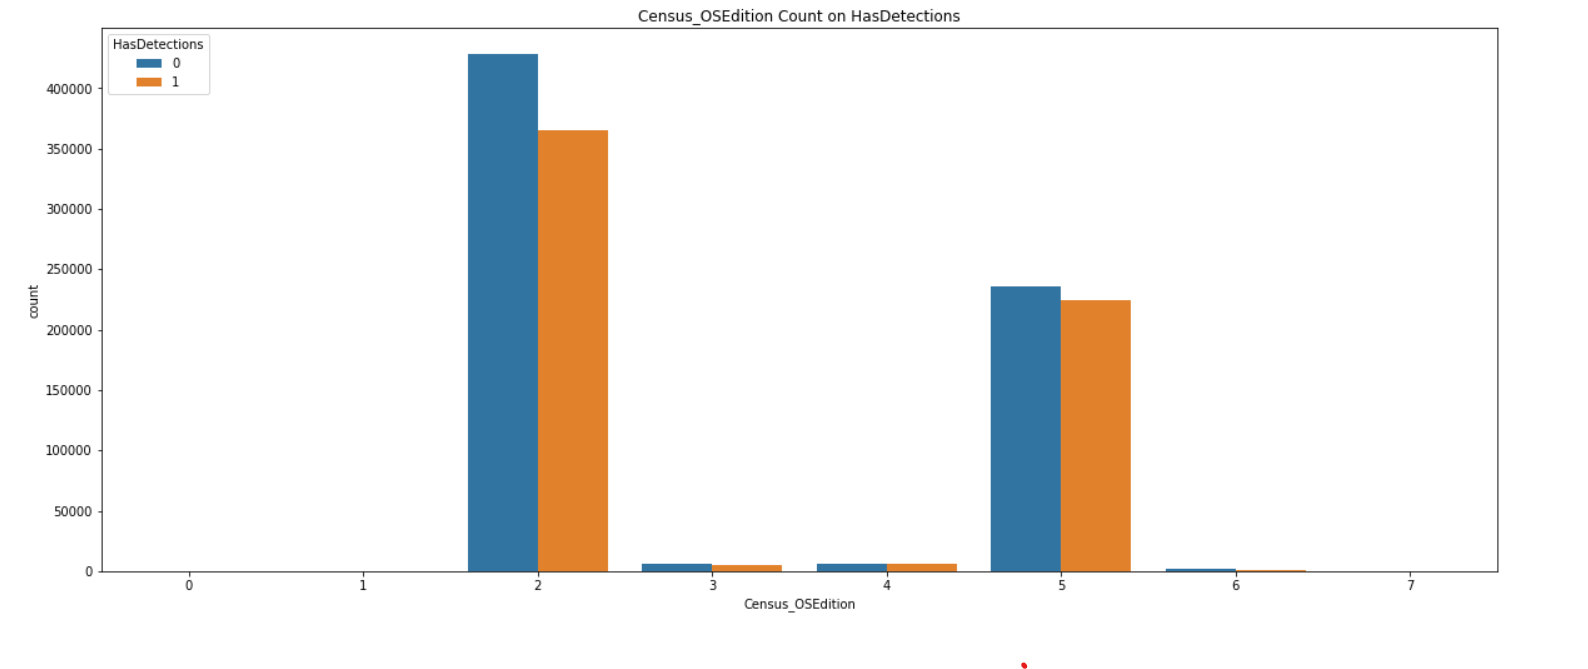 Census_OSEdition Count on HasDetections
HasDetections
0
1
400000
350000
300000
250000
200000
150000
100000
50000
0
count
0 1 2 3 4 5 6 7
Census_OSEdition